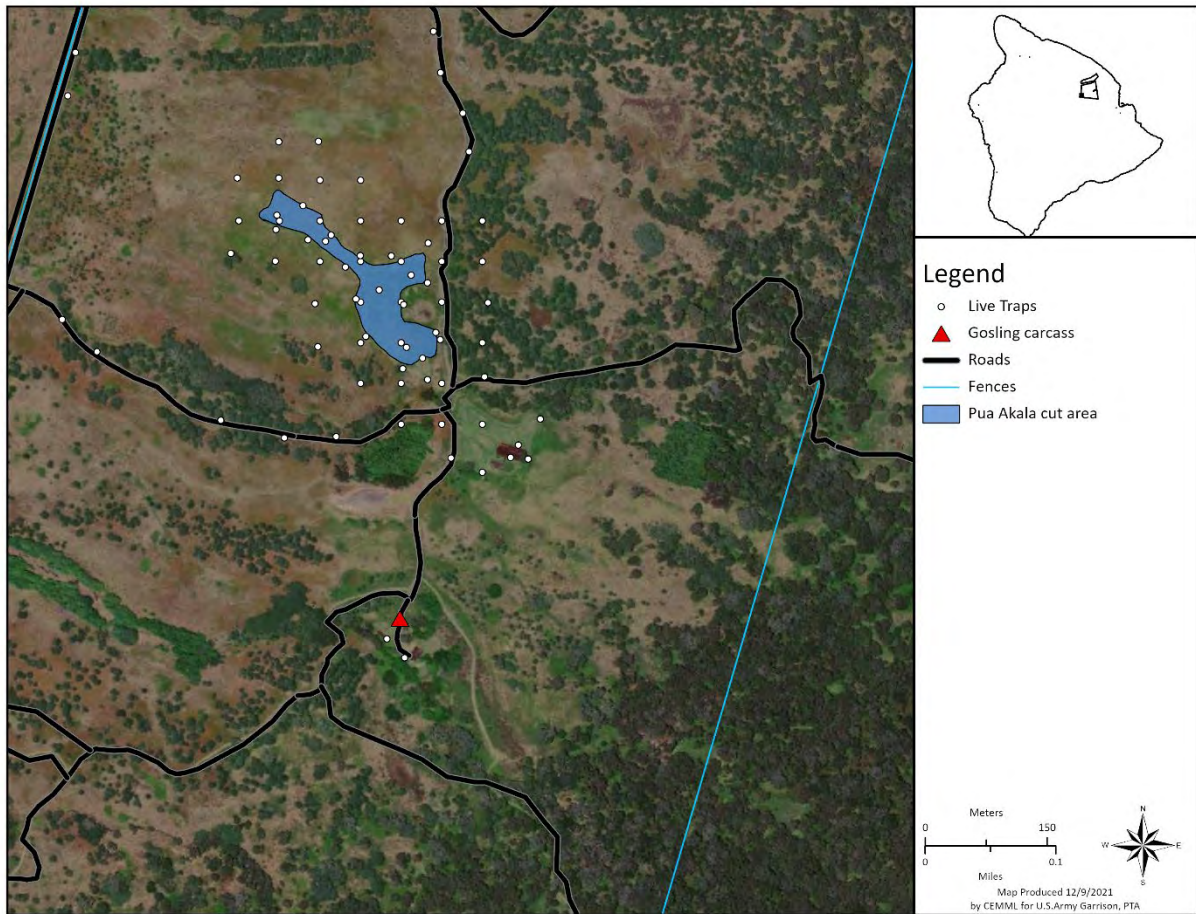 Legend
Live Traps
Gosling carcass
Roads
Fences
Pua Akala cut area
Meters
0 150
0 0.1
Miles
N
W E
S
Map Produced 12/9/2021
by CEMML for U.S.Army Garrison, PTA